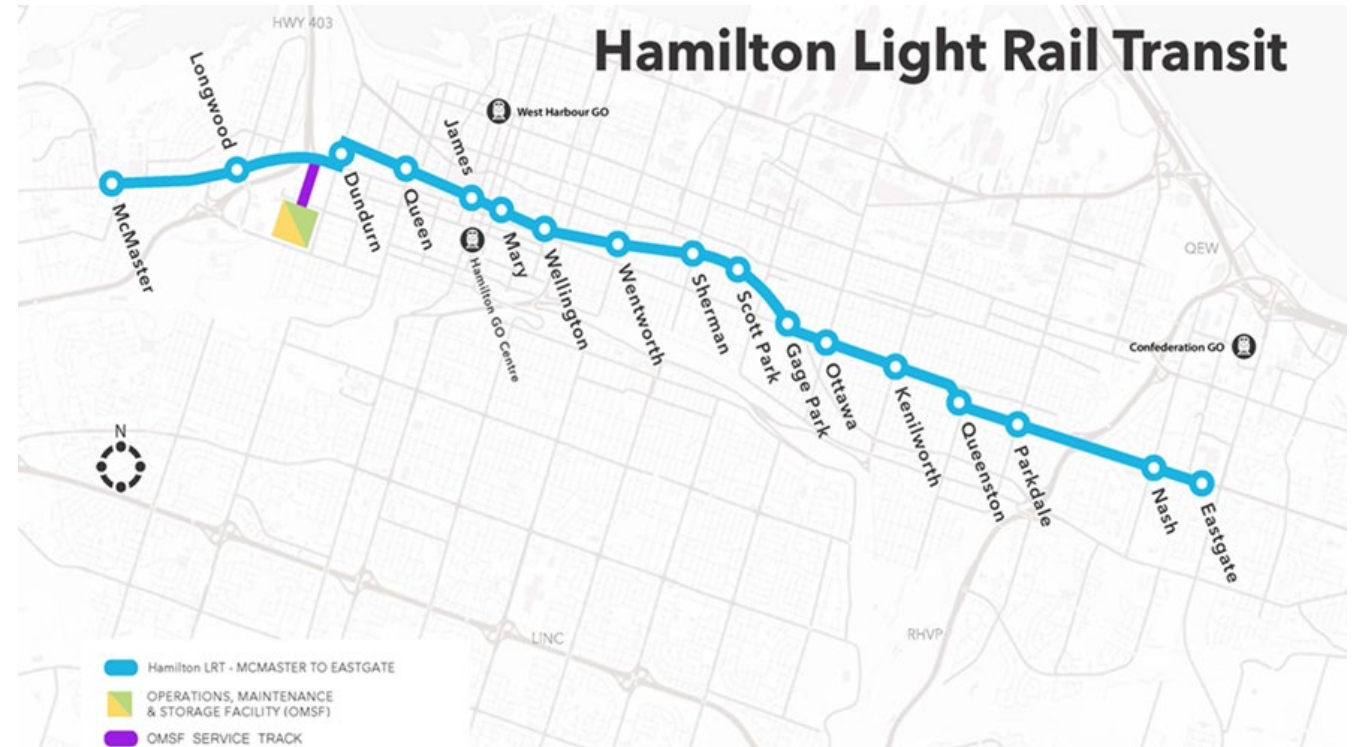 Hamilton Light Rail Transit
HWY 403
Longwood
West Harbour GO
James
McMaster
Dundurn
Queen
Hamilton GO Centre
Mary
Wellington
Wentworth
Sherman
Scott Park
Gage Park
Ottawa
Kenilworth
Queenston
Parkdale
Nash
Eastgate
QEW
Confederation GO
N
LINC
RHVP
Hamilton LRT - MCMASTER TO EASTGATE
OPERATIONS, MAINTENANCE
& STORAGE FACILITY (OMSF)
OMSF SERVICE TRACK